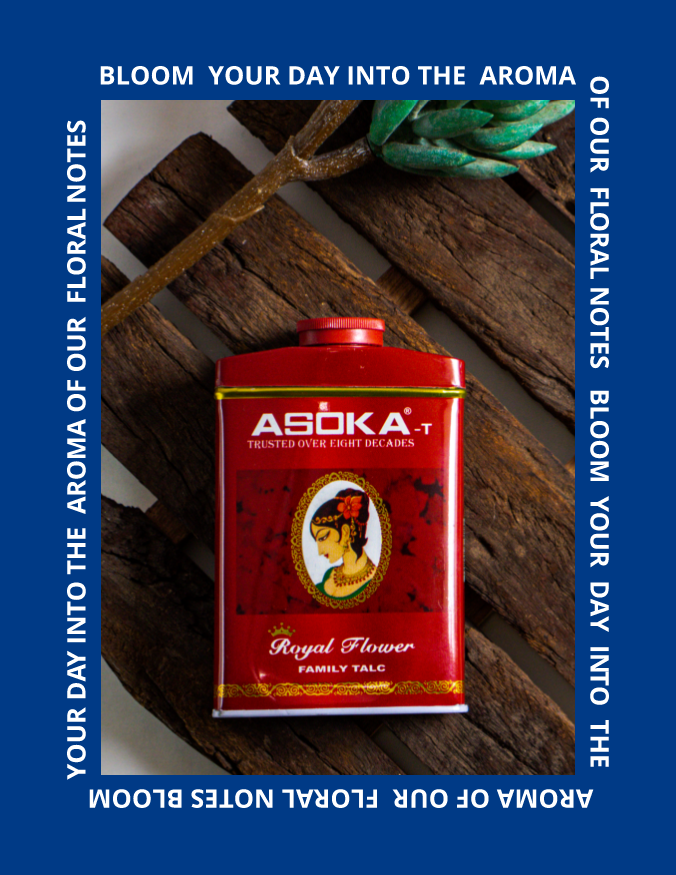 BLOOM YOUR DAY INTO THE AROMA
OF OUR FLORAL NOTES BLOOM YOUR DAY INTO THE
AROMA OF OUR FLORAL NOTES BLOOM
YOUR DAY INTO THE AROMA OF OUR FLORAL NOTES
ASOKA®-T
TRUSTED OVER EIGHT DECADES
Royal Flower
FAMILY TALC